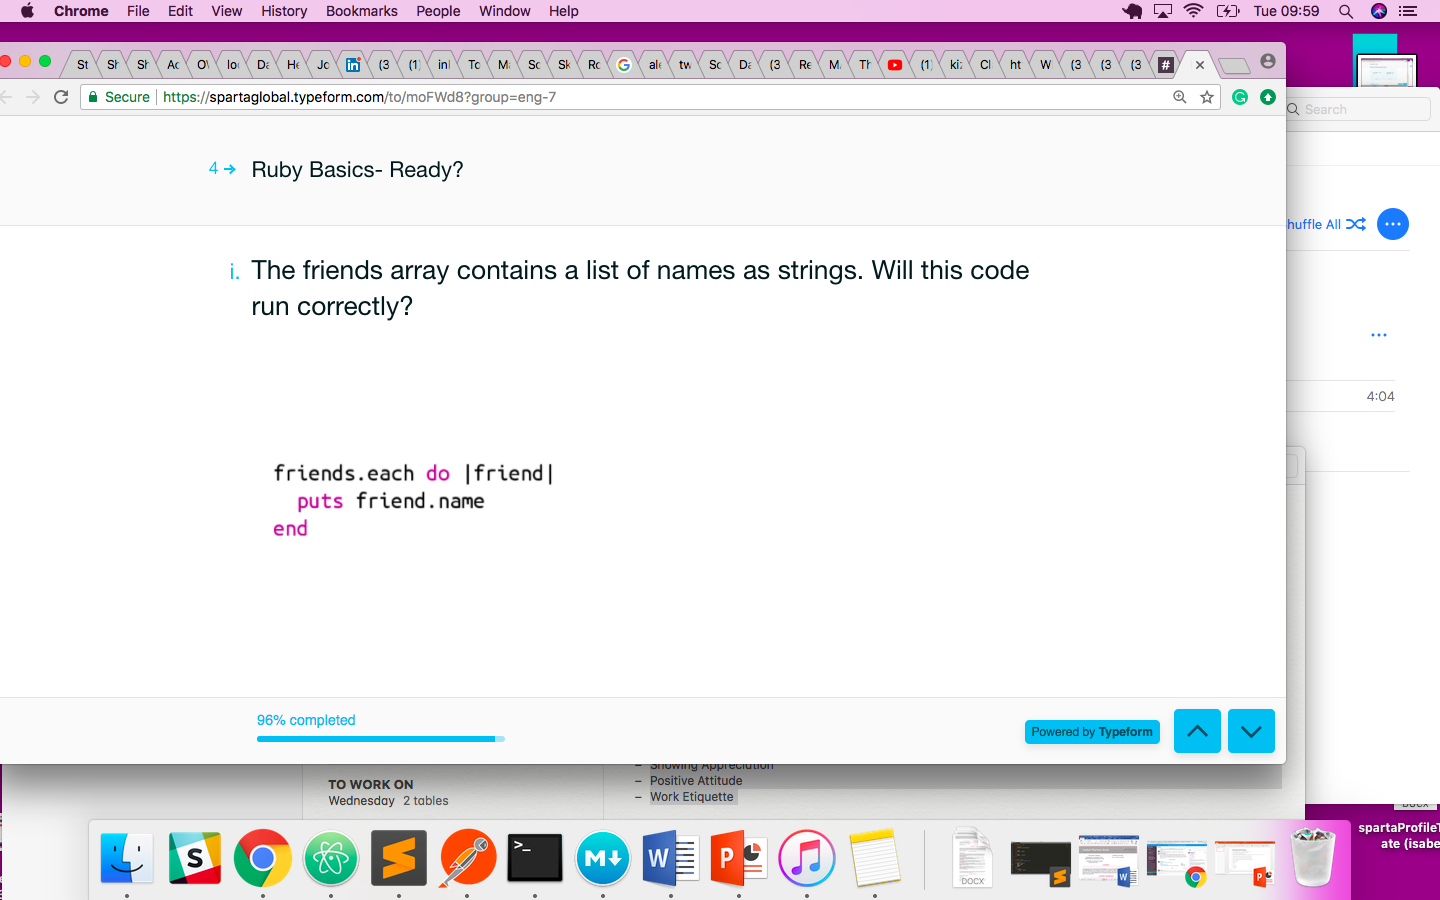 Chrome File Edit View History Bookmarks People Window Help Tue 09:59
St Sh Sh Ac O\ lo Da He Jo in (3 (1) inl To M Sc Sk Ro G ale tw Sc Da (3 Re M. Th (1) ki: Cl ht W (3 (3 (3 #
Secure https://spartaglobal.typeform.com/to/moFWd8?group=eng-7
Search
4 → Ruby Basics- Ready?
huffle All
i. The friends array contains a list of names as strings. Will this code
run correctly?
4:04
friends.each do |friend|
puts friend.name
end
96% completed
Powered by Typeform
– Showing Appreciation
TO WORK ON
– Positive Attitude
Wednesday 2 tables
– Work Etiquette
DOCX
spartaProfileT
ate (isabe
S
>_
M↓
W
P
DOCX
S
W
P